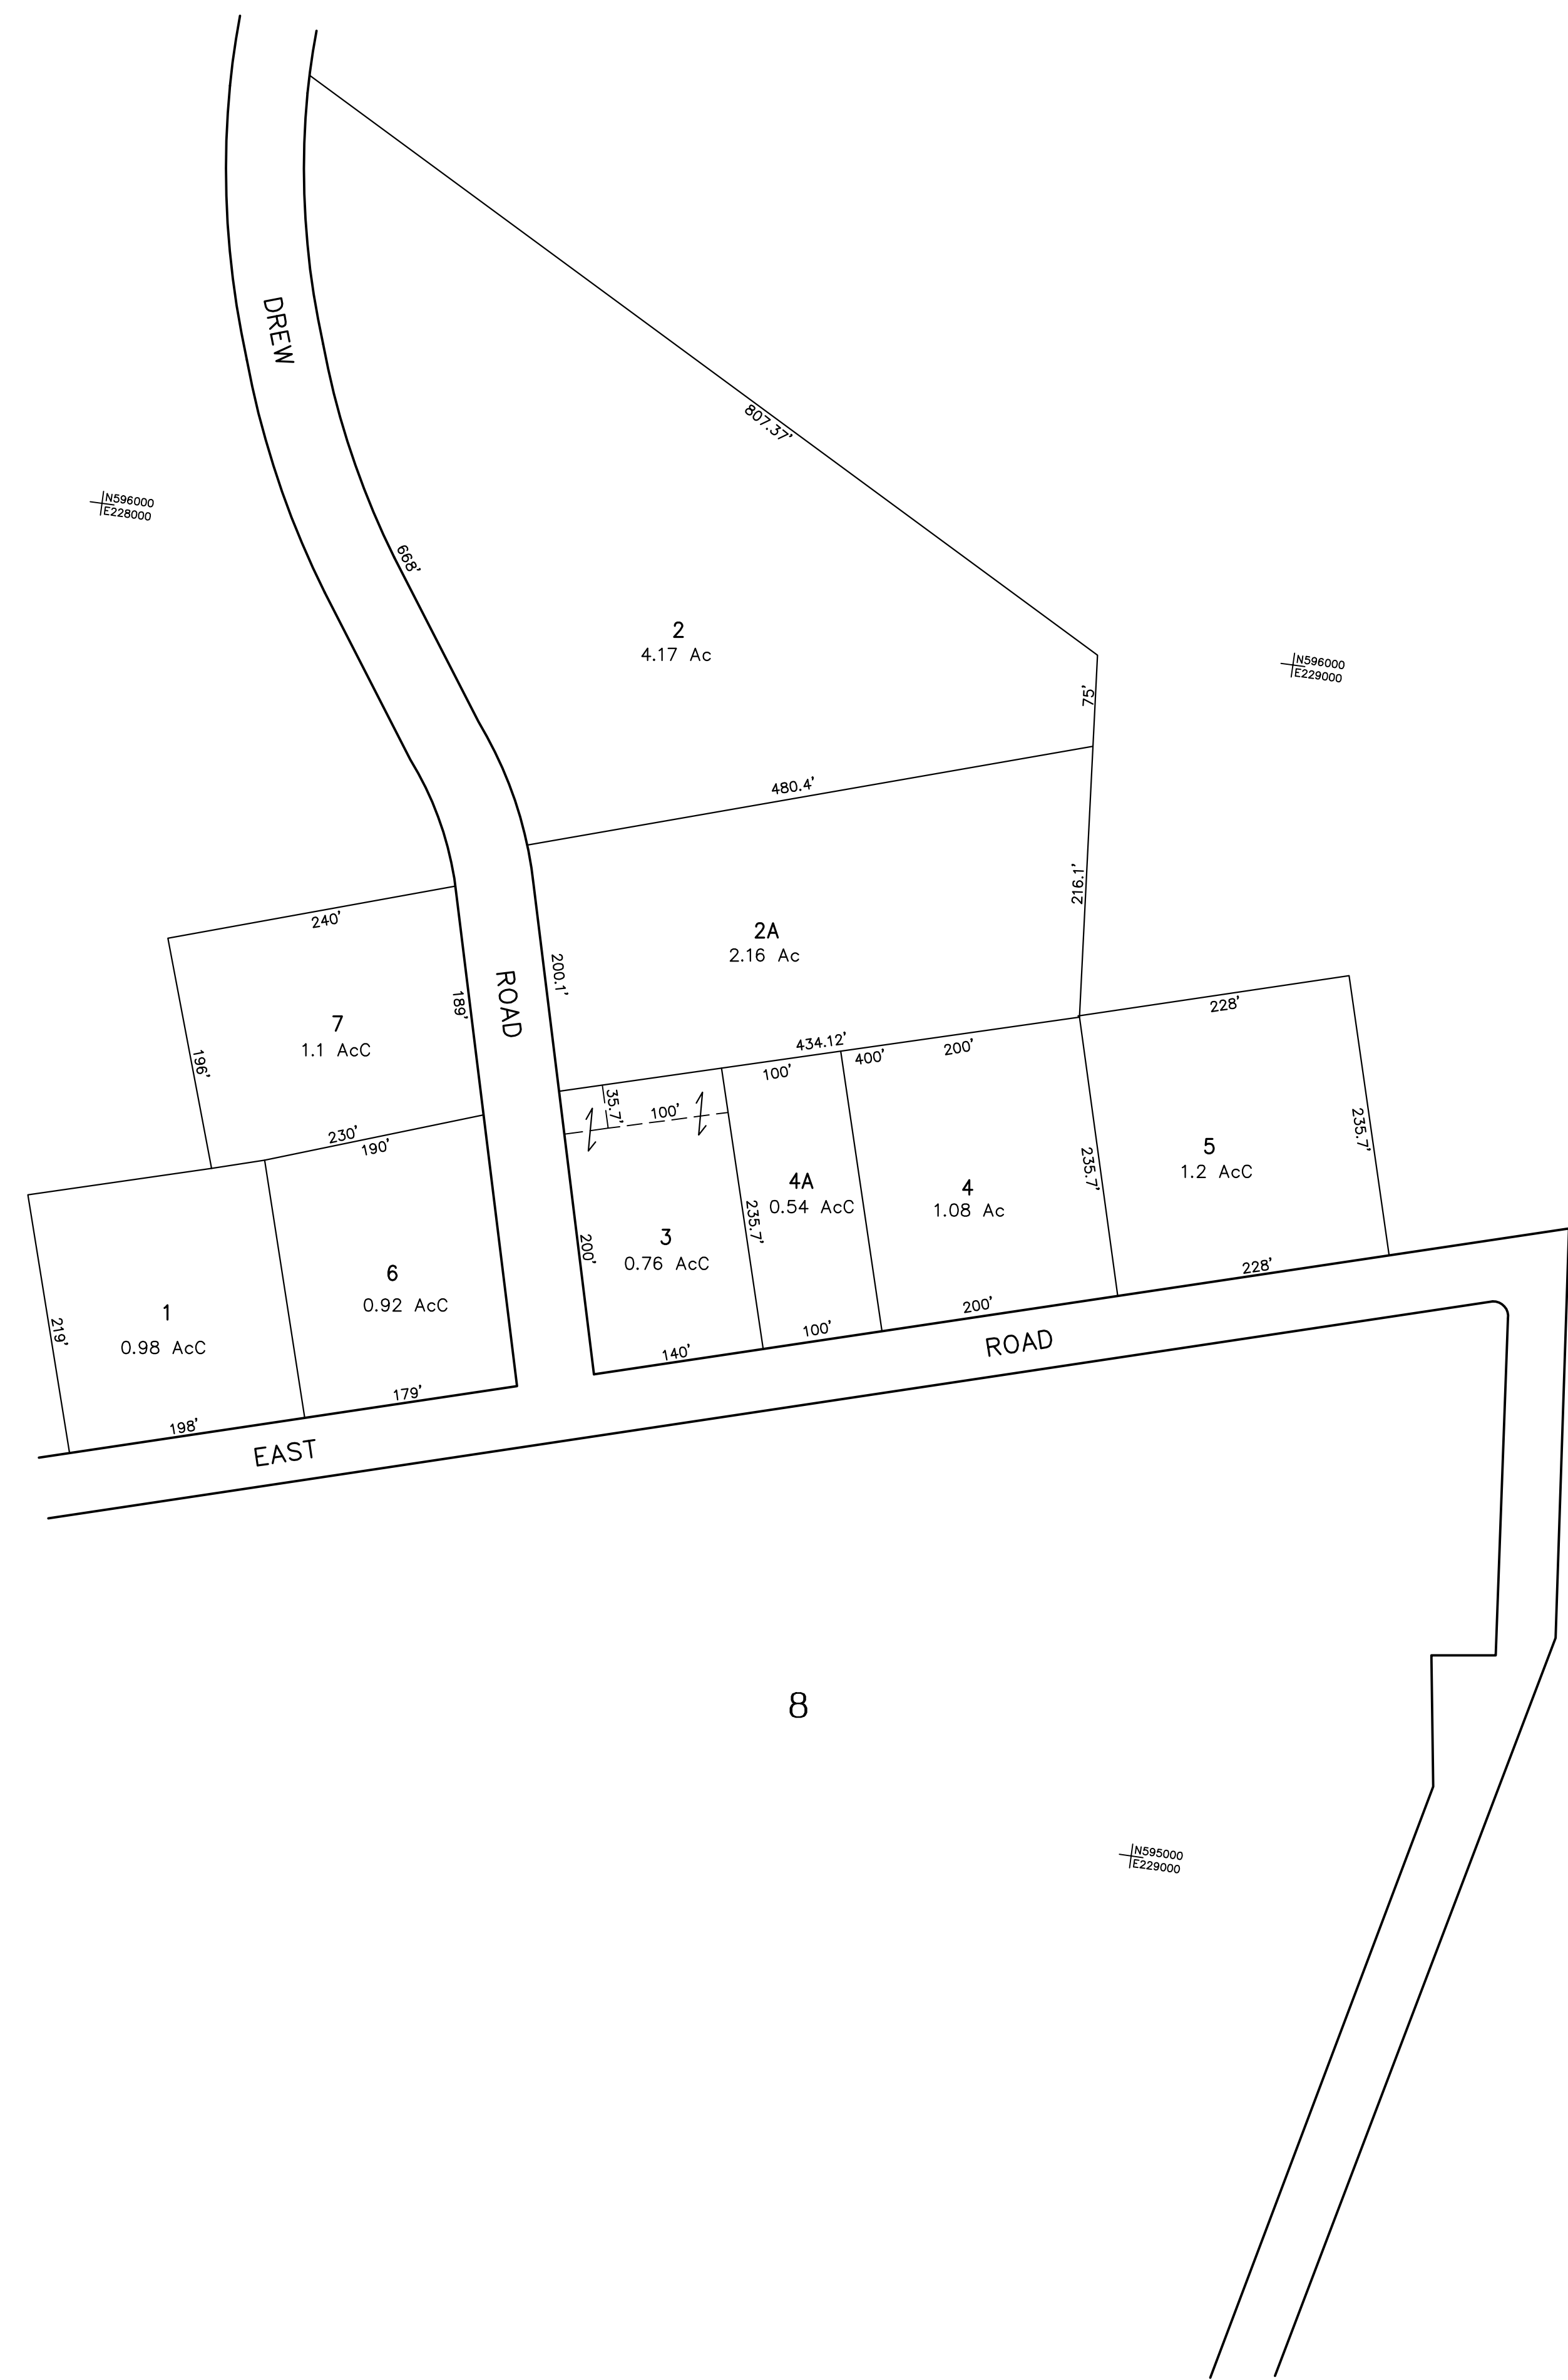 DREW
807.37'
N596000
E228000
668'
2
4.17 Ac
N596000
E229000
75'
480.4'
216.1'
2A
2.16 Ac
240'
200.1'
ROAD
189'
7
1.1 AcC
196'
228'
434.12'
400'
200'
100'
35.7'
100'
230'
190'
235.7'
235.7'
5
1.2 AcC
4A
0.54 AcC
4
1.08 Ac
235.7'
3
0.76 AcC
200'
6
0.92 AcC
1
0.98 AcC
219'
228'
200'
100'
140'
ROAD
179'
198'
EAST
8
N595000
E229000